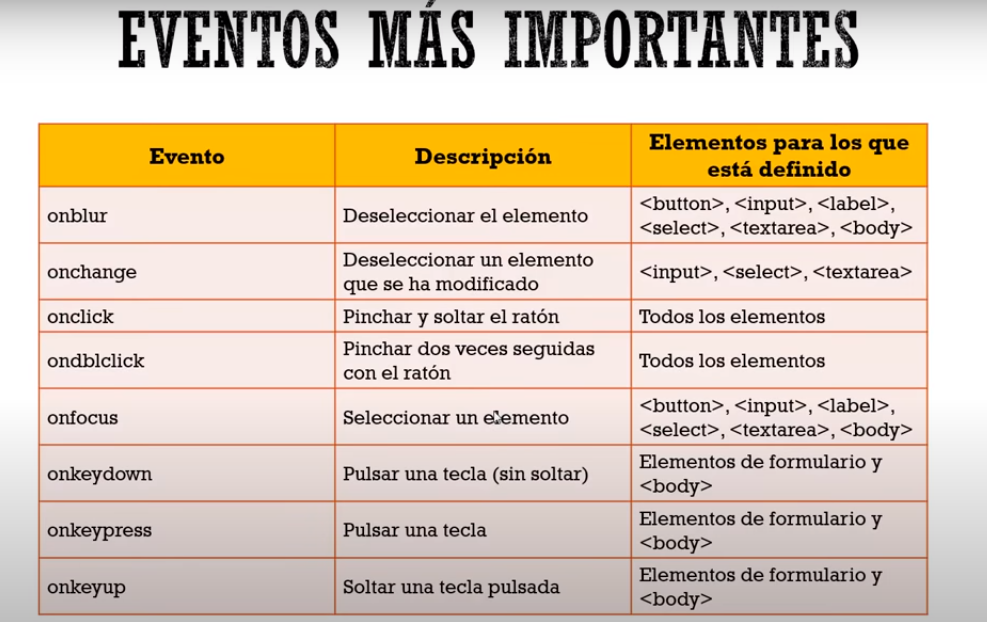 EVENTOS MÁS IMPORTANTES
Evento
Descripción
Elementos para los que
está definido
onblur
Deseleccionar el elemento
<button>, <input>, <label>,
<select>, <textarea>, <body>
onchange
Deseleccionar un elemento
que se ha modificado
<input>, <select>, <textarea>
onclick
Pinchar y soltar el ratón
Todos los elementos
ondblclick
Pinchar dos veces seguidas
con el ratón
Todos los elementos
onfocus
Seleccionar un elemento
<button>, <input>, <label>,
<select>, <textarea>, <body>
onkeydown
Pulsar una tecla (sin soltar)
Elementos de formulario y
<body>
onkeypress
Pulsar una tecla
Elementos de formulario y
<body>
onkeyup
Soltar una tecla pulsada
Elementos de formulario y
<body>